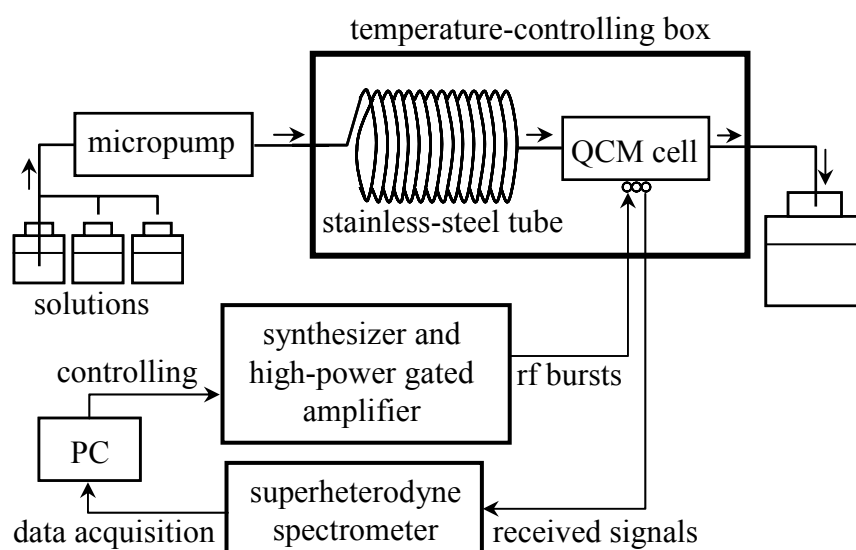 temperature-controlling box
micropump
QCM cell
stainless-steel tube
solutions
synthesizer and
high-power gated
amplifier
controlling
rf bursts
PC
superheterodyne
spectrometer
data acquisition
received signals